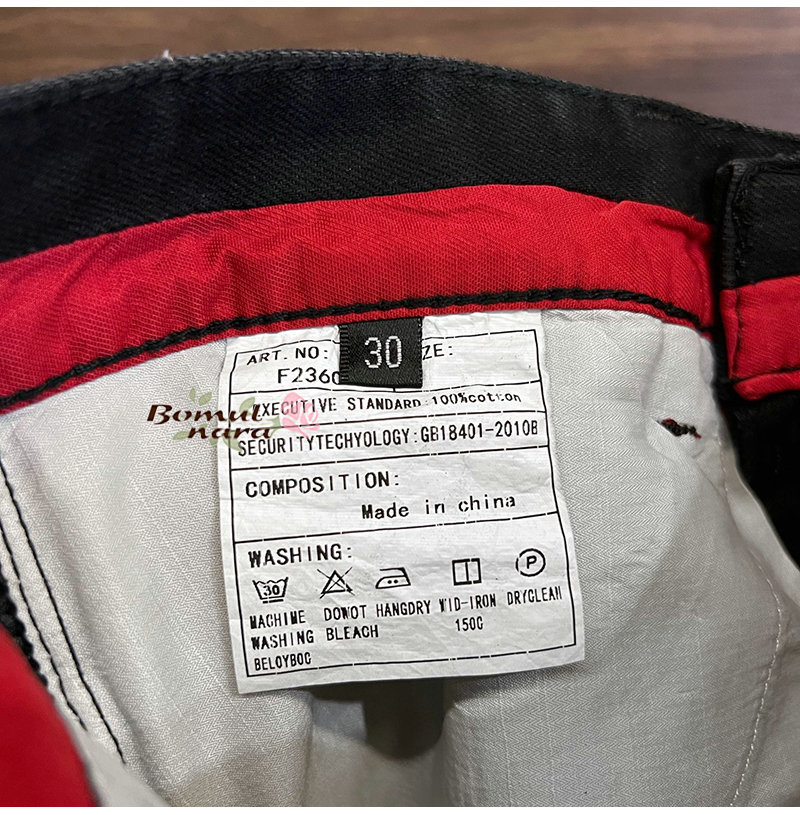 ART. NO:
30
ZE:
F236
Bomul
nara
EXECUTIVE STANDARD:100%cotton
SECURITYTECHYOLOGY:GB18401-2010B
COMPOSITION:
Made in china
WASHING:
30
P
MACHIME DOWOT HANGDRY WID-IRON DRYCLEAN
WASHING BLEACH 150C
BELOYBOC